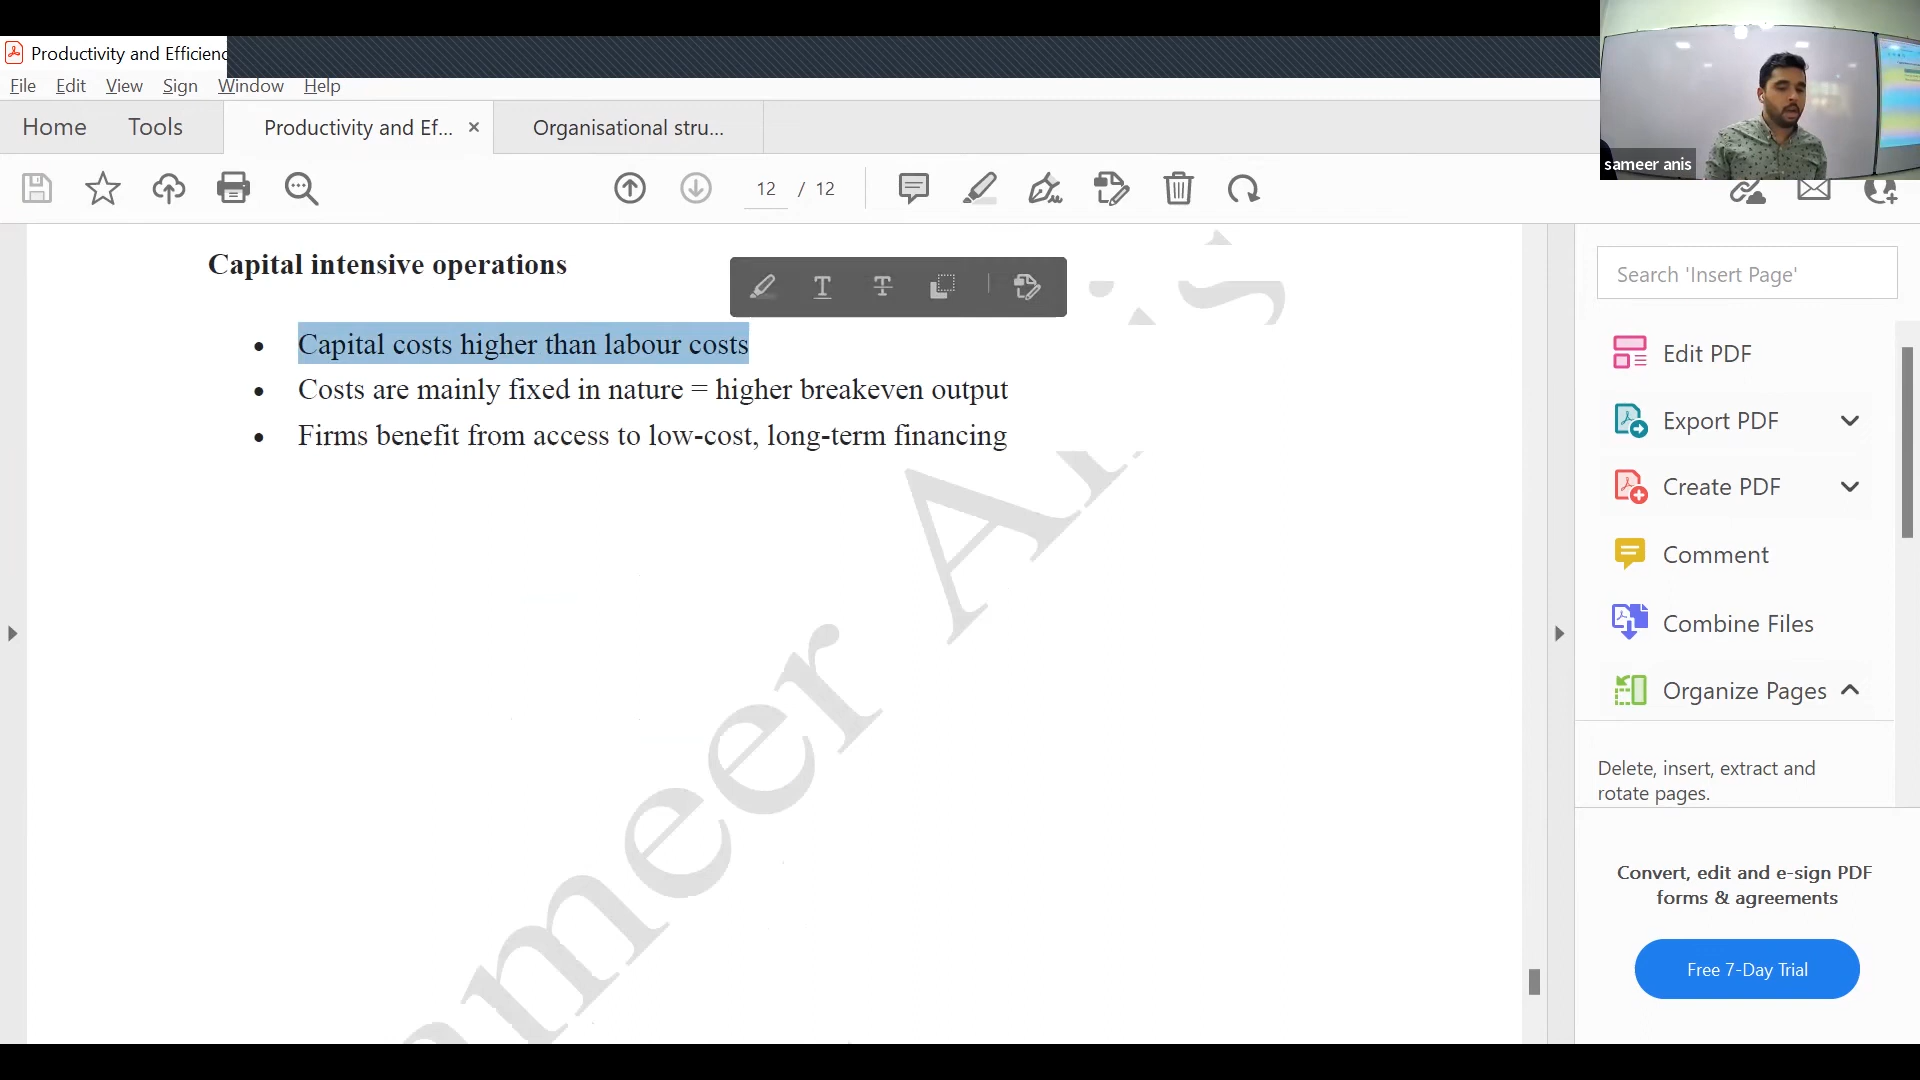 Productivity and Efficienc
File Edit View Sign Window Help
Home Tools Productivity and Ef... × Organisational stru...
12 / 12
sameer anis
Capital intensive operations
• Capital costs higher than labour costs
• Costs are mainly fixed in nature = higher breakeven output
• Firms benefit from access to low-cost, long-term financing
Search 'Insert Page'
Edit PDF
Export PDF
Create PDF
Comment
Combine Files
Organize Pages
Delete, insert, extract and
rotate pages.
Convert, edit and e-sign PDF
forms & agreements
Free 7-Day Trial